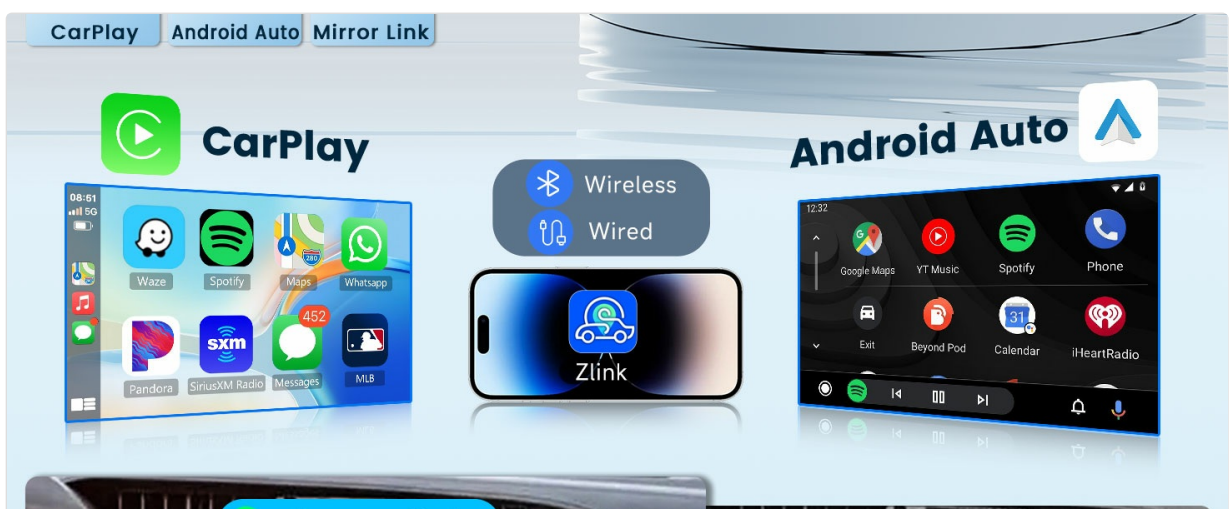 CarPlay
Android Auto
Mirror Link
CarPlay
Android Auto
Wireless
Wired
Zlink
08:51
5G
Waze
Spotify
Maps
280
Whatsapp
452
Pandora
sxm
SiriusXM Radio
Messages
MLB
12:32
G
Google Maps
YT Music
Spotify
Phone
31
Exit
Beyond Pod
Calendar
iHeartRadio